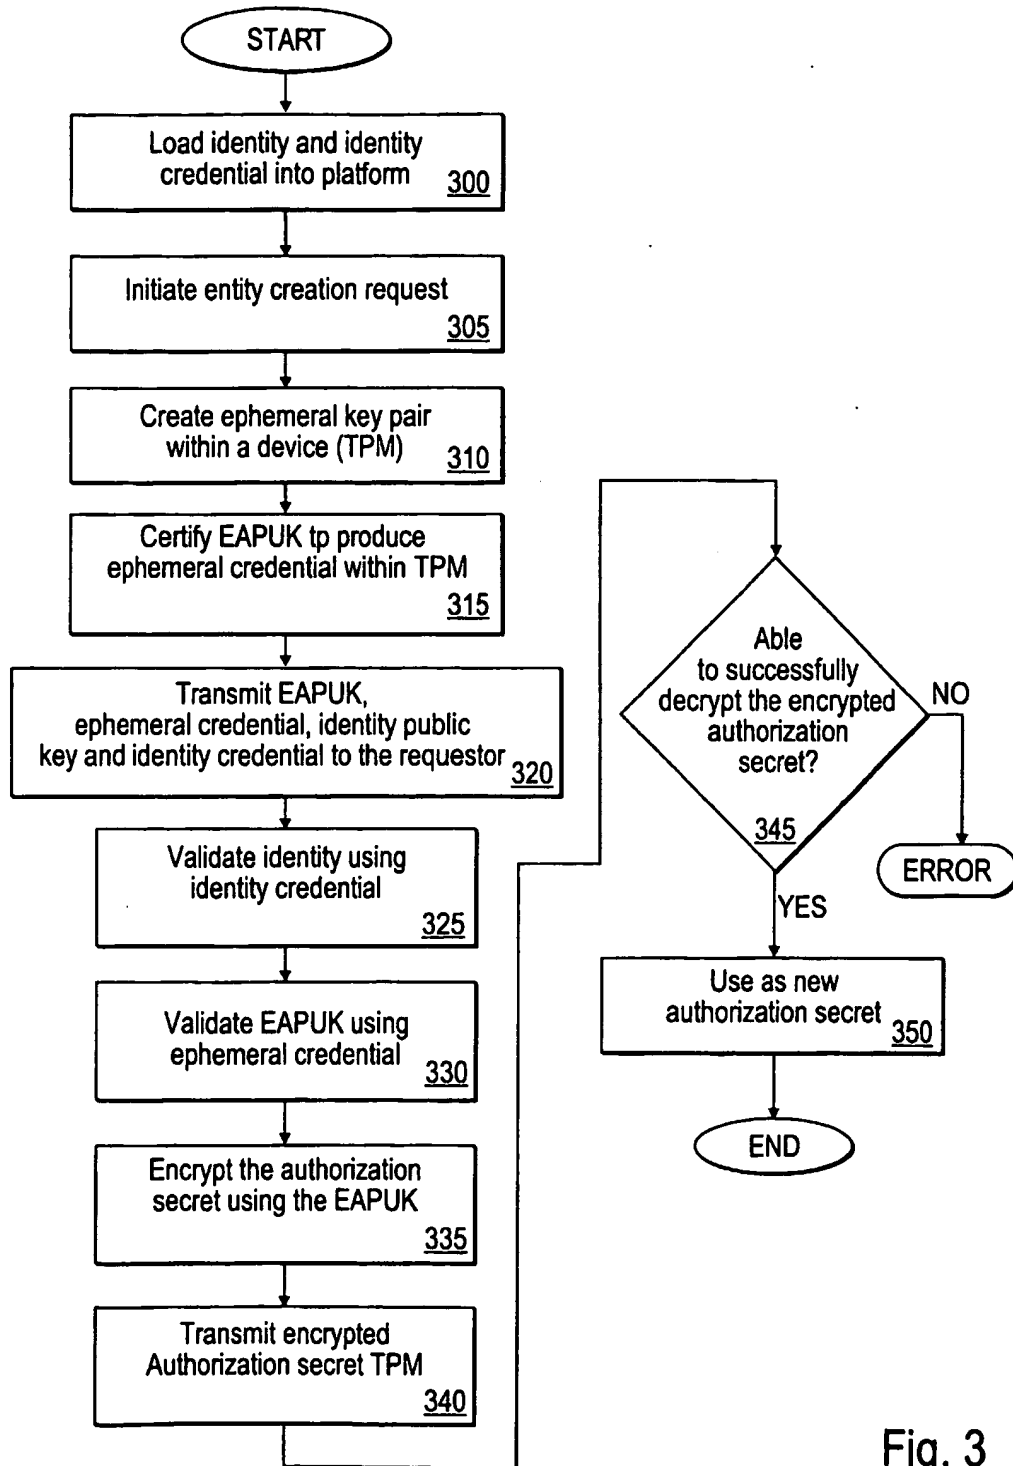 START
Load identity and identity
credential into platform
300
Initiate entity creation request
305
Create ephemeral key pair
within a device (TPM)
310
Certify EAPUK tp produce
ephemeral credential within TPM
315
Transmit EAPUK,
ephemeral credential, identity public
key and identity credential to the requestor
320
Validate identity using
identity credential
325
Validate EAPUK using
ephemeral credential
330
Encrypt the authorization
secret using the EAPUK
335
Transmit encrypted
Authorization secret TPM
340
Able
to successfully
decrypt the encrypted
authorization
secret?
345
NO
ERROR
YES
Use as new
authorization secret
350
END
Fig. 3